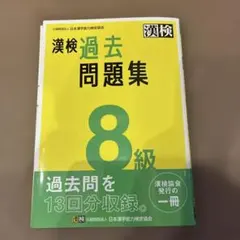 公益財団法人 日本漢字能力検定協会
漢検
漢検 過去
問題集
8級
過去問を
13回分収録。
漢検協会
発行の
一冊
公益財団法人 日本漢字能力検定協会